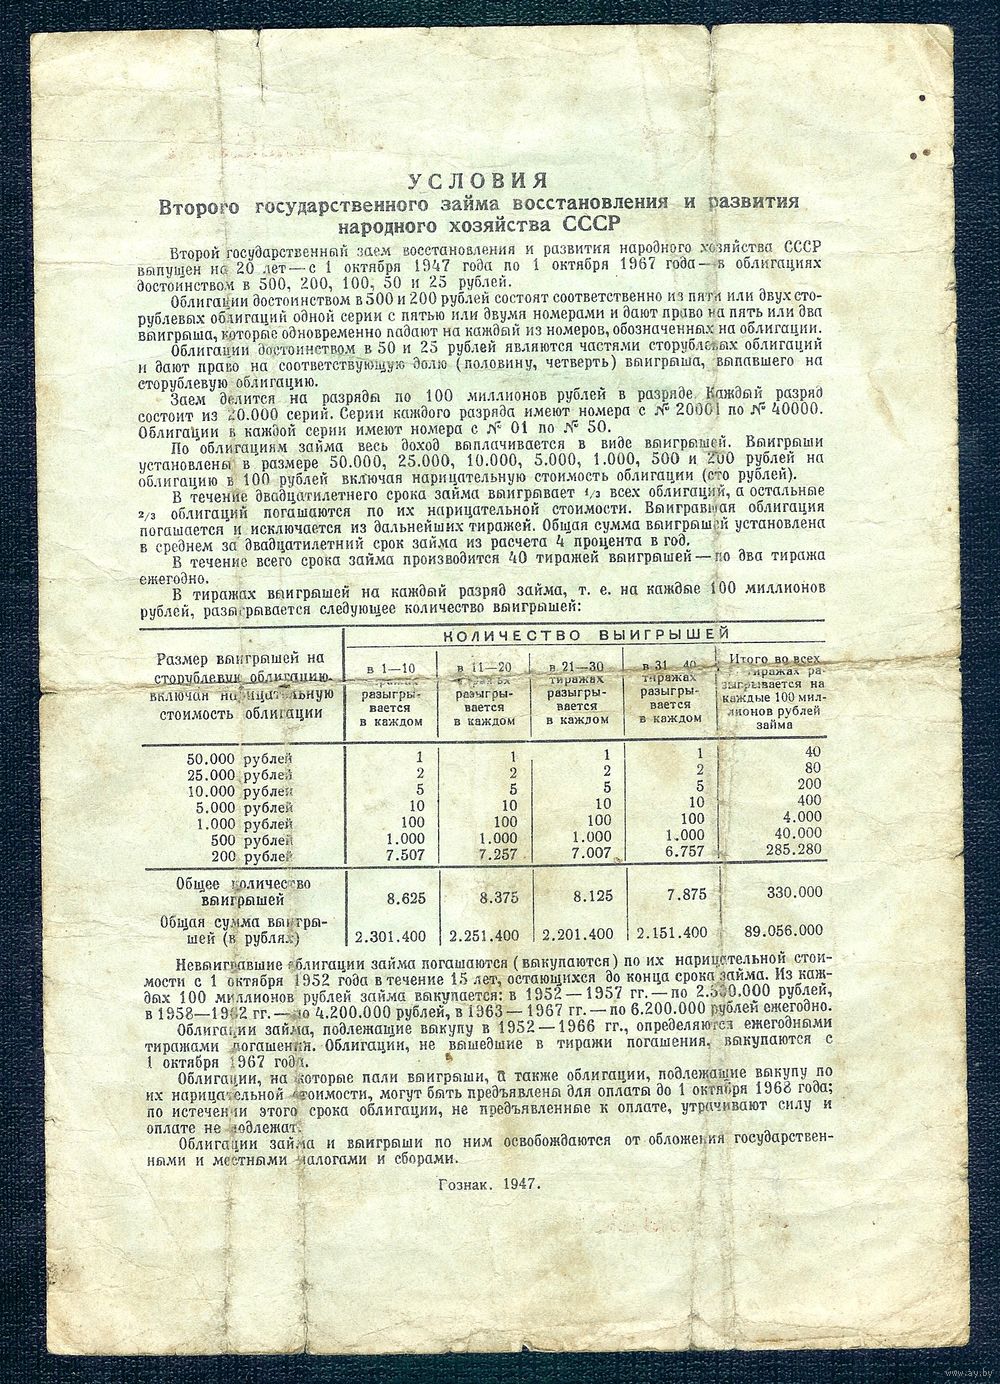 УСЛОВИЯ
Второго государственного займа восстановления и развития
народного хозяйства СССР
Второй государственный заем восстановления и развития народного хозяйства СССР
выпущен на 20 лет — с 1 октября 1947 года по 1 октября 1967 года — в облигациях
достоинством в 500, 200, 100, 50 и 25 рублей.
Облигации достоинством в 500 и 200 рублей состоят соответственно из пяти или двух сто-
рублевых облигаций одной серии с пятью или двумя номерами и дают право на пять или два
выигрыша, которые одновременно падают на каждый из номеров, обозначенных на облигации.
Облигации достоинством в 50 и 25 рублей являются частями сторублевых облигаций
и дают право на соответствующую долю (половину, четверть) выигрыша, выпавшего на
сторублевую облигацию.
Заем делится на разряды по 100 миллионов рублей в разряде. Каждый разряд
состоит из 20.000 серий. Серии каждого разряда имеют номера с № 20001 по № 40000.
Облигации в каждой серии имеют номера с № 01 по № 50.
По облигациям займа весь доход выплачивается в виде выигрышей. Выигрыши
установлены в размере 50.000, 25.000, 10.000, 5.000, 1.000, 500 и 200 рублей на
облигацию в 100 рублей включая нарицательную стоимость облигации (сто рублей).
В течение двадцатилетнего срока займа выигрывает 1/3 всех облигаций, а остальные
2/3 облигаций погашаются по их нарицательной стоимости. Выигравшая облигация
погашается и исключается из дальнейших тиражей. Общая сумма выигрышей установлена
в среднем за двадцатилетний срок займа из расчета 4 процента в год.
В течение всего срока займа производится 40 тиражей выигрышей — по два тиража
ежегодно.
В тиражах выигрышей на каждый разряд займа, т. е. на каждые 100 миллионов
рублей, разыгрывается следующее количество выигрышей:
Размер выигрышей на
сторублевую облигацию,
включая нарицательную
стоимость облигации
КОЛИЧЕСТВО ВЫИГРЫШЕЙ
в 1—10
тиражах
разыгры-
вается
в каждом
в 11—20
тиражах
разыгры-
вается
в каждом
в 21—30
тиражах
разыгры-
вается
в каждом
в 31—40
тиражах
разыгры-
вается
в каждом
Итого во всех
тиражах ра-
зыгрывается на
каждые 100 мил-
лионов рублей
займа
50.000 рублей 1 1 1 1 40
25.000 рублей 2 2 2 2 80
10.000 рублей 5 5 5 5 200
5.000 рублей 10 10 10 10 400
1.000 рублей 100 100 100 100 4.000
500 рублей 1.000 1.000 1.000 1.000 40.000
200 рублей 7.507 7.257 7.007 6.757 285.280
Общее количество
выигрышей 8.625 8.375 8.125 7.875 330.000
Общая сумма выигры-
шей (в рублях) 2.301.400 2.251.400 2.201.400 2.151.400 89.056.000
Невыигравшие облигации займа погашаются (выкупаются) по их нарицательной стои-
мости с 1 октября 1952 года в течение 15 лет, остающихся до конца срока займа. Из каж-
дых 100 миллионов рублей займа выкупается: в 1952 — 1957 гг. — по 2.500.000 рублей,
в 1958—1962 гг. — по 4.200.000 рублей, в 1963 — 1967 гг. — по 6.200.000 рублей ежегодно.
Облигации займа, подлежащие выкупу в 1952 — 1966 гг., определяются ежегодными
тиражами погашения. Облигации, не вышедшие в тиражи погашения, выкупаются с
1 октября 1967 года.
Облигации, на которые пали выигрыши, а также облигации, подлежащие выкупу по
их нарицательной стоимости, могут быть предъявлены для оплаты до 1 октября 1968 года;
по истечении этого срока облигации, не предъявленные к оплате, утрачивают силу и
оплате не подлежат.
Облигации займа и выигрыши по ним освобождаются от обложения государствен-
ными и местными налогами и сборами.
Гознак. 1947.
www.ay.by